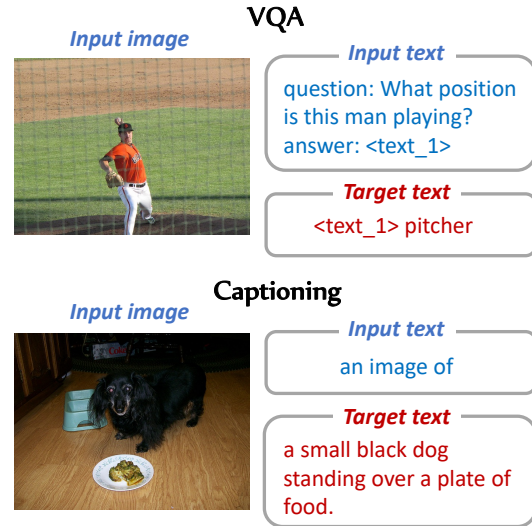 VQA
Input image
Input text
question: What position
is this man playing?
answer: <text_1>
Target text
<text_1> pitcher
Captioning
Input image
Input text
an image of
Target text
a small black dog
standing over a plate of
food.